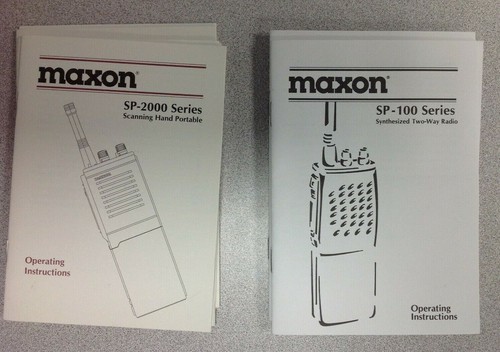 maxon®
SP-2000 Series
Scanning Hand Portable
Operating
Instructions
maxon®
SP-100 Series
Synthesized Two-Way Radio
Operating
Instructions